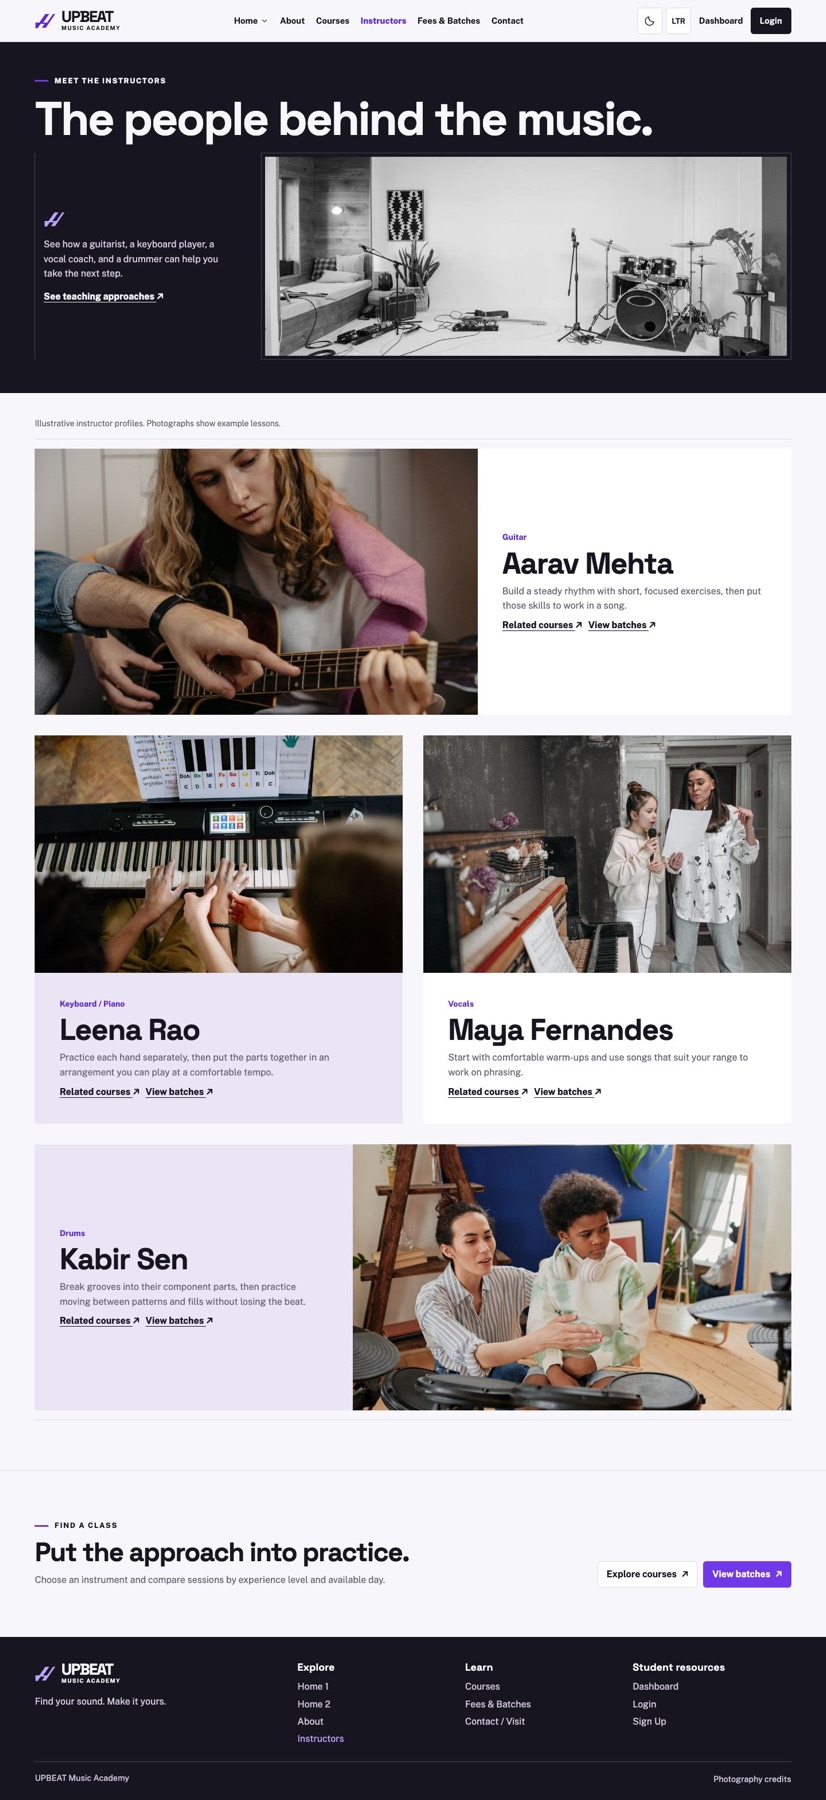 UPBEAT
MUSIC ACADEMY
Home
About
Courses
Instructors
Fees & Batches
Contact
LTR
Dashboard
Login
MEET THE INSTRUCTORS
The people behind the music.
See how a guitarist, a keyboard player, a
vocal coach, and a drummer can help you
take the next step.
See teaching approaches
Illustrative instructor profiles. Photographs show example lessons.
Guitar
Aarav Mehta
Build a steady rhythm with short, focused exercises, then put
those skills to work in a song.
Related courses
View batches
Doh Re Mi Fa So La Ti Doh
C D E F G A B C
Keyboard / Piano
Leena Rao
Practice each hand separately, then put the parts together in an
arrangement you can play at a comfortable tempo.
Related courses
View batches
Vocals
Maya Fernandes
Start with comfortable warm-ups and use songs that suit your range to
work on phrasing.
Related courses
View batches
Drums
Kabir Sen
Break grooves into their component parts, then practice
moving between patterns and fills without losing the beat.
Related courses
View batches
FIND A CLASS
Put the approach into practice.
Choose an instrument and compare sessions by experience level and available day.
Explore courses
View batches
UPBEAT
MUSIC ACADEMY
Find your sound. Make it yours.
Explore
Home 1
Home 2
About
Instructors
Learn
Courses
Fees & Batches
Contact / Visit
Student resources
Dashboard
Login
Sign Up
UPBEAT Music Academy
Photography credits